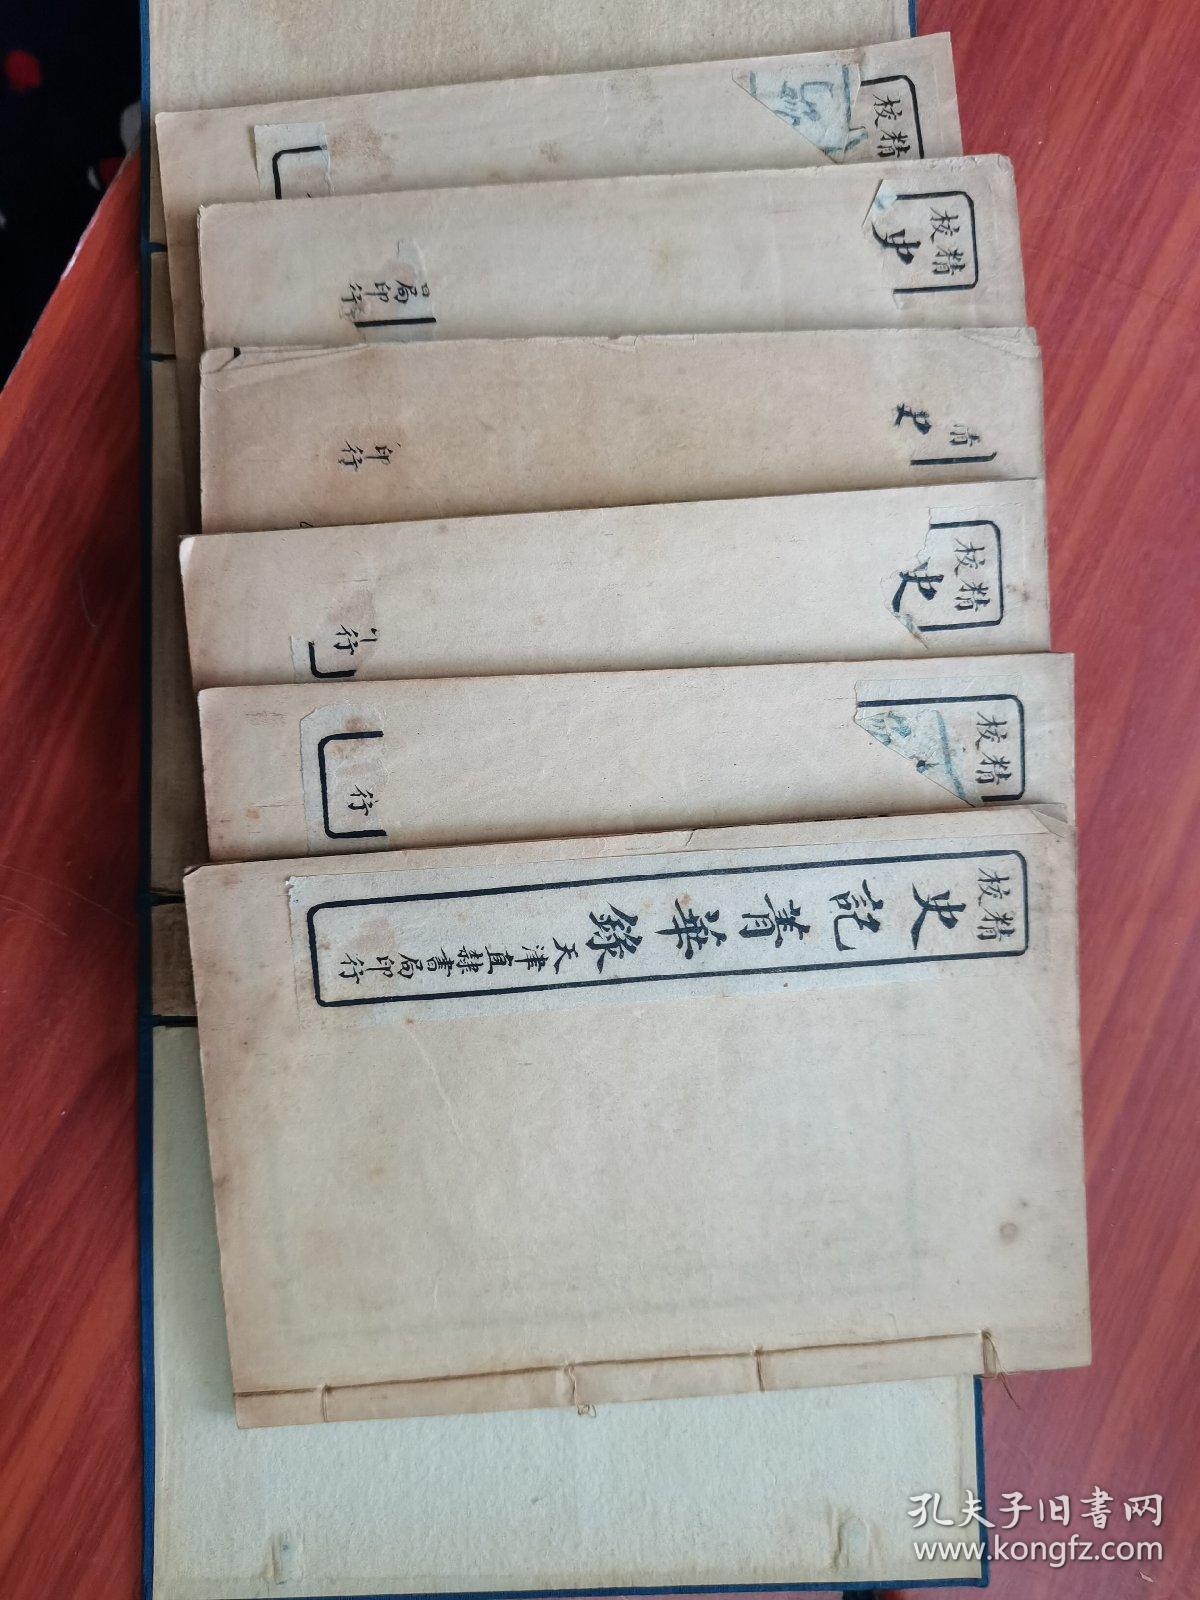 精校
精校
史
局印行
史
印行
精校
史
行
精校
行
精校
史記菁華錄
天津直隸書局印行
孔夫子旧书网
www.kongfz.com